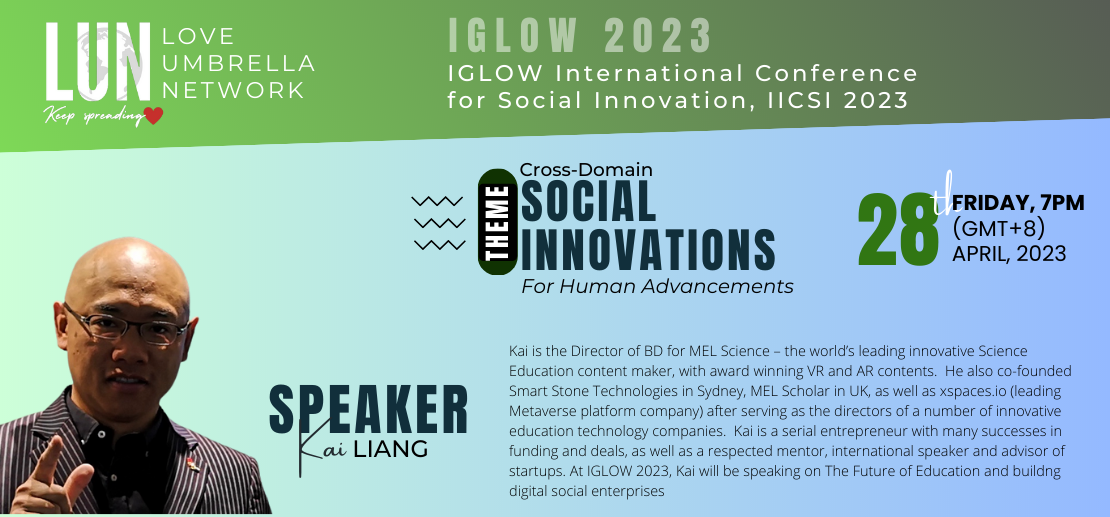 LUN
LOVE
UMBRELLA
NETWORK
Keep spreading
IGLOW 2023
IGLOW International Conference
for Social Innovation, IICSI 2023
THEME
Cross-Domain
SOCIAL
INNOVATIONS
For Human Advancements
28th
FRIDAY, 7PM
(GMT+8)
APRIL, 2023
SPEAKER
Kai LIANG
Kai is the Director of BD for MEL Science – the world's leading innovative Science
Education content maker, with award winning VR and AR contents.  He also co-founded
Smart Stone Technologies in Sydney, MEL Scholar in UK, as well as xspaces.io (leading
Metaverse platform company) after serving as the directors of a number of innovative
education technology companies.  Kai is a serial entrepreneur with many successes in
funding and deals, as well as a respected mentor, international speaker and advisor of
startups. At IGLOW 2023, Kai will be speaking on The Future of Education and buildng
digital social enterprises